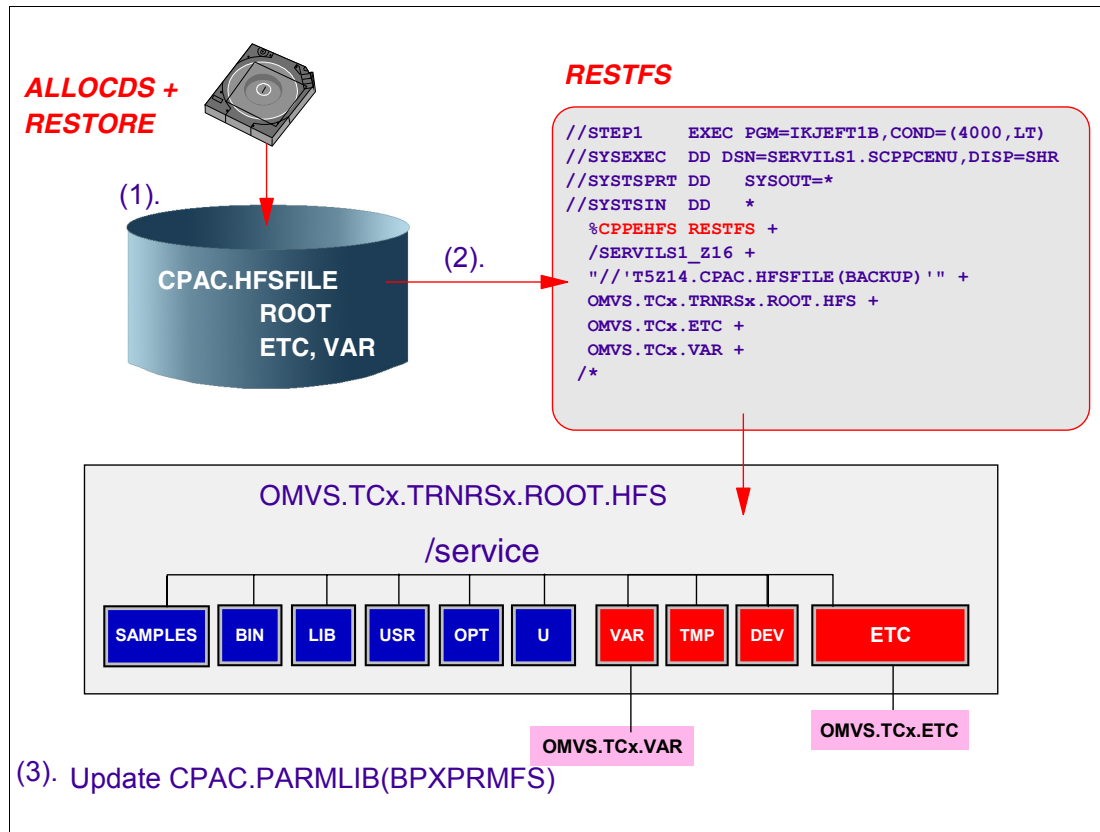 ALLOCDS +
RESTORE
(1).
CPAC.HFSFILE
ROOT
ETC, VAR
(2).
RESTFS
//STEP1 EXEC PGM=IKJEFT1B,COND=(4000,LT)
//SYSEXEC DD DSN=SERVILS1.SCPPCENU,DISP=SHR
//SYSTSPRT DD SYSOUT=*
//SYSTSIN DD *
%CPPEHFS RESTFS +
/SERVILS1_Z16 +
"//'T5Z14.CPAC.HFSFILE(BACKUP)'" +
OMVS.TCx.TRNRSx.ROOT.HFS +
OMVS.TCx.ETC +
OMVS.TCx.VAR +
/*
OMVS.TCx.TRNRSx.ROOT.HFS
/service
SAMPLES BIN LIB USR OPT U VAR TMP DEV ETC
OMVS.TCx.VAR
OMVS.TCx.ETC
(3). Update CPAC.PARMLIB(BPXPRMFS)